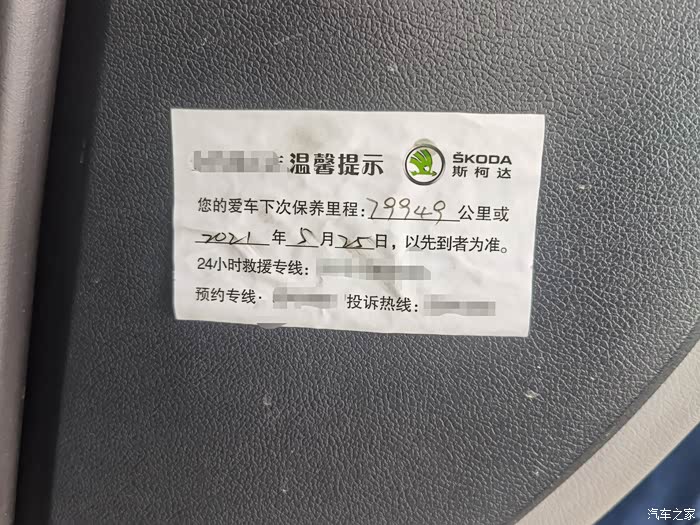 温馨提示
ŠKODA
斯柯达
您的爱车下次保养里程:79949公里或
2021年5月25日，以先到者为准。
24小时救援专线:
预约专线· 投诉热线:
汽车之家